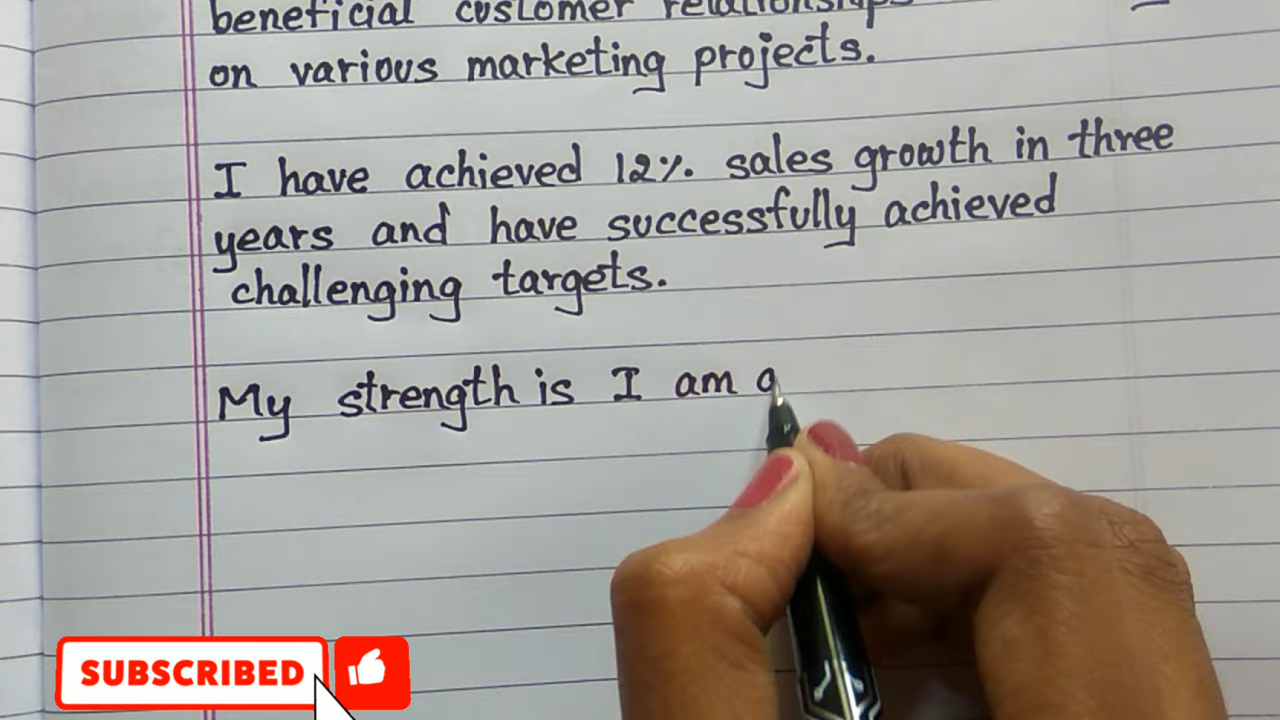 beneficial customer relationships
on various marketing projects.
I have achieved 12% sales growth in three
years and have successfully achieved
challenging targets.
My strength is I am a
SUBSCRIBED